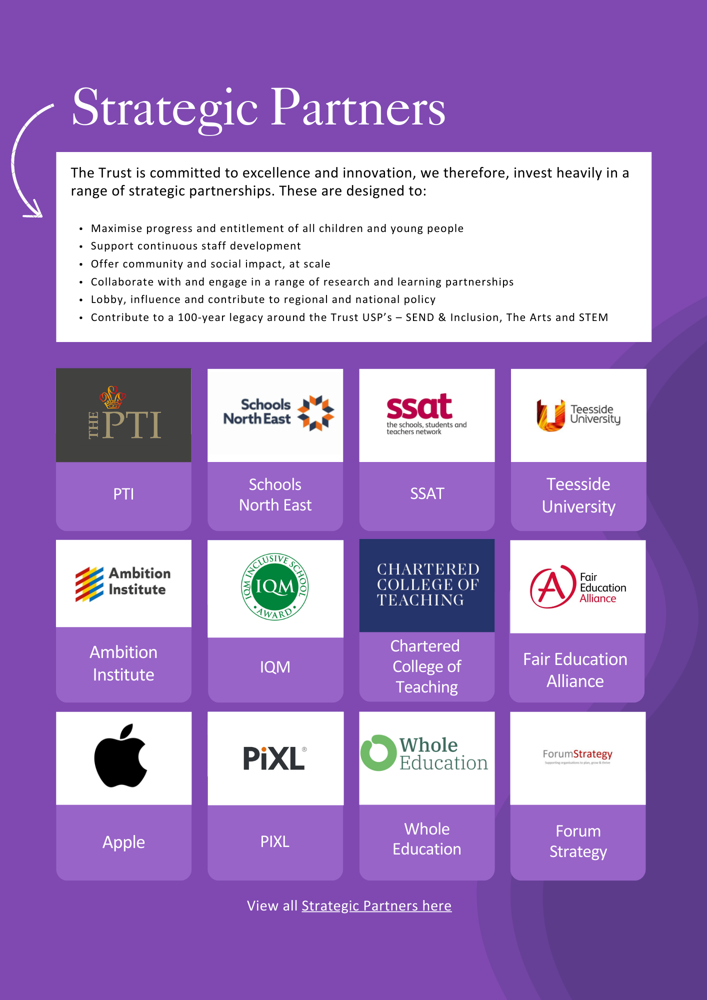 Strategic Partners
The Trust is committed to excellence and innovation, we therefore, invest heavily in a
range of strategic partnerships. These are designed to:
• Maximise progress and entitlement of all children and young people
• Support continuous staff development
• Offer community and social impact, at scale
• Collaborate with and engage in a range of research and learning partnerships
• Lobby, influence and contribute to regional and national policy
• Contribute to a 100-year legacy around the Trust USP’s – SEND & Inclusion, The Arts and STEM
THE PTI
PTI
Schools
North East
Schools
North East
ssat
the schools, students and
teachers network
SSAT
Teesside
University
Teesside
University
Ambition
Institute
Ambition
Institute
IQM INCLUSIVE SCHOOL
IQM
• AWARD •
IQM
CHARTERED
COLLEGE OF
TEACHING
Chartered
College of
Teaching
A
Fair
Education
Alliance
Fair Education
Alliance
Apple
PiXL®
PIXL
Whole
Education
Whole
Education
ForumStrategy
Supporting organisations to plan, grow & thrive
Forum
Strategy
View all Strategic Partners here